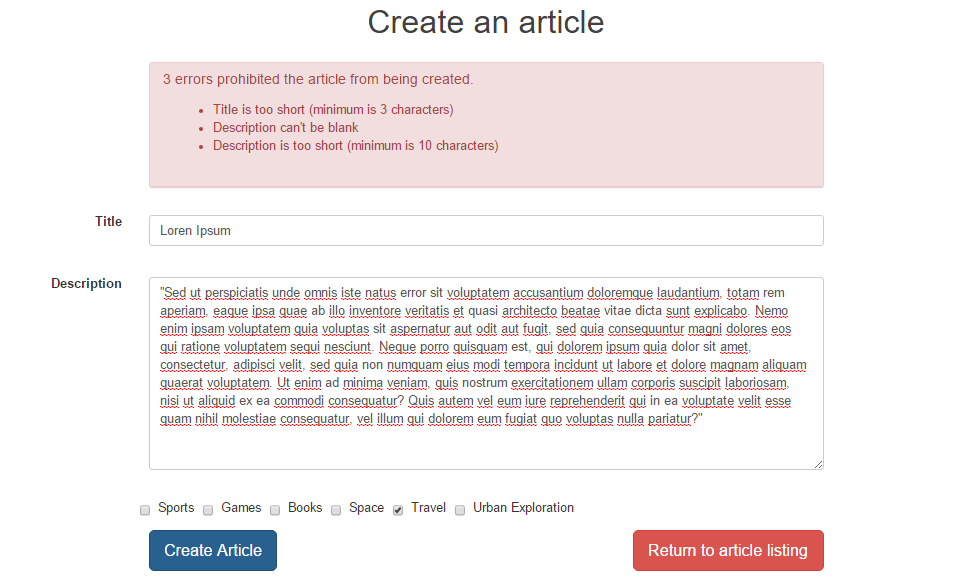 Create an article
3 errors prohibited the article from being created.
Title is too short (minimum is 3 characters)
Description can't be blank
Description is too short (minimum is 10 characters)
Title
Loren Ipsum
Description
"Sed ut perspiciatis unde omnis iste natus error sit voluptatem accusantium doloremque laudantium, totam rem
aperiam, eaque ipsa quae ab illo inventore veritatis et quasi architecto beatae vitae dicta sunt explicabo. Nemo
enim ipsam voluptatem quia voluptas sit aspernatur aut odit aut fugit, sed quia consequuntur magni dolores eos
qui ratione voluptatem sequi nesciunt. Neque porro quisquam est, qui dolorem ipsum quia dolor sit amet,
consectetur, adipisci velit, sed quia non numquam eius modi tempora incidunt ut labore et dolore magnam aliquam
quaerat voluptatem. Ut enim ad minima veniam, quis nostrum exercitationem ullam corporis suscipit laboriosam,
nisi ut aliquid ex ea commodi consequatur? Quis autem vel eum iure reprehenderit qui in ea voluptate velit esse
quam nihil molestiae consequatur, vel illum qui dolorem eum fugiat quo voluptas nulla pariatur?"
Sports Games Books Space Travel Urban Exploration
Create Article Return to article listing